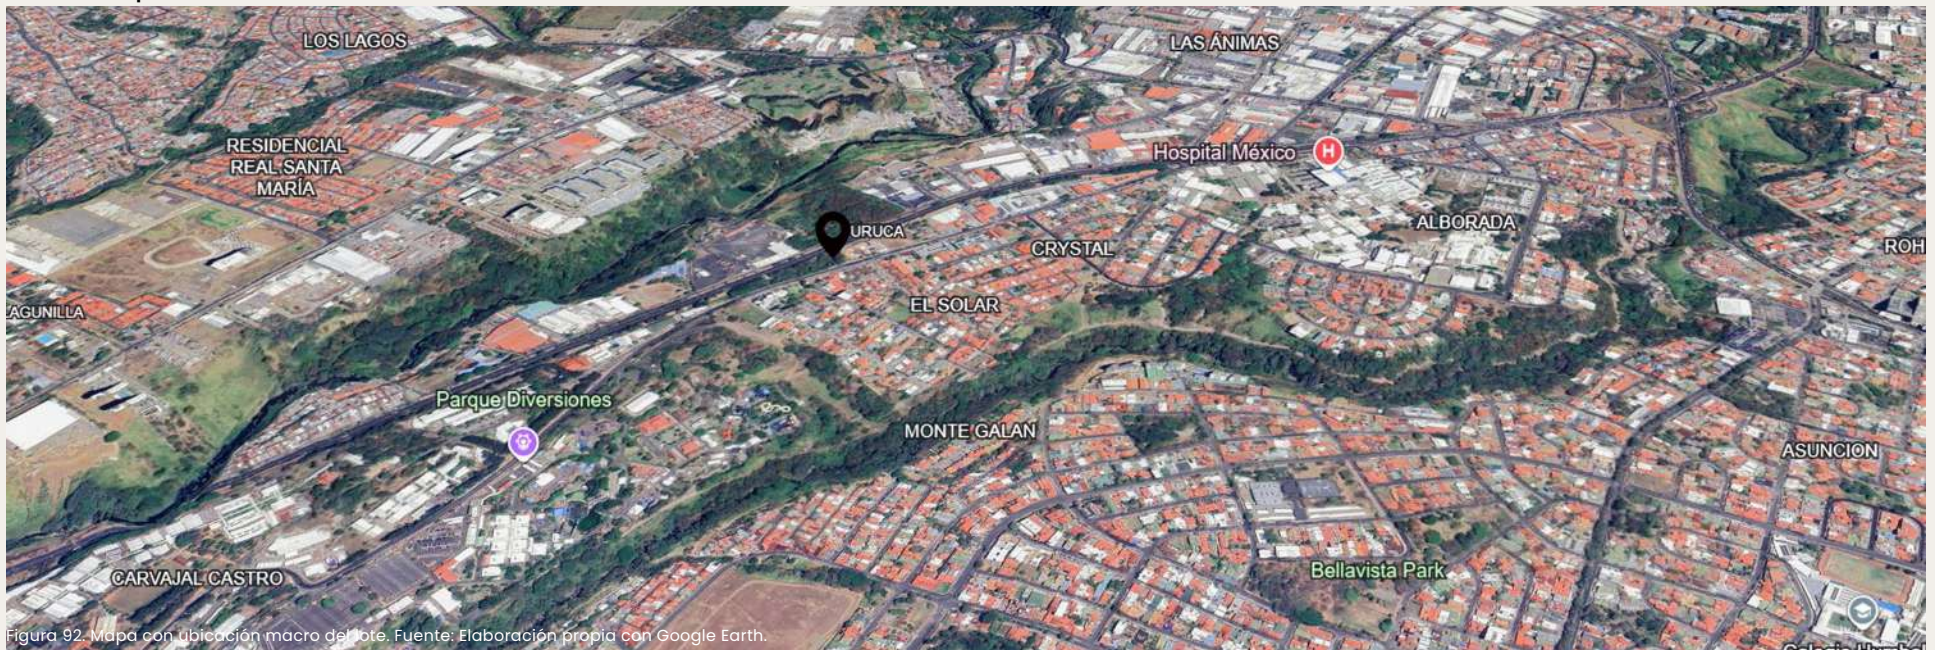 LOS LAGOS
LAS ÁNIMAS
RESIDENCIAL
REAL SANTA
MARÍA
Hospital México
H
URUCA
ALBORADA
CRYSTAL
ROH
EL SOLAR
LAGUNILLA
Parque Diversiones
MONTE GALAN
ASUNCION
CARVAJAL CASTRO
Bellavista Park
Figura 92. Mapa con ubicación macro del lote. Fuente: Elaboración propia con Google Earth.